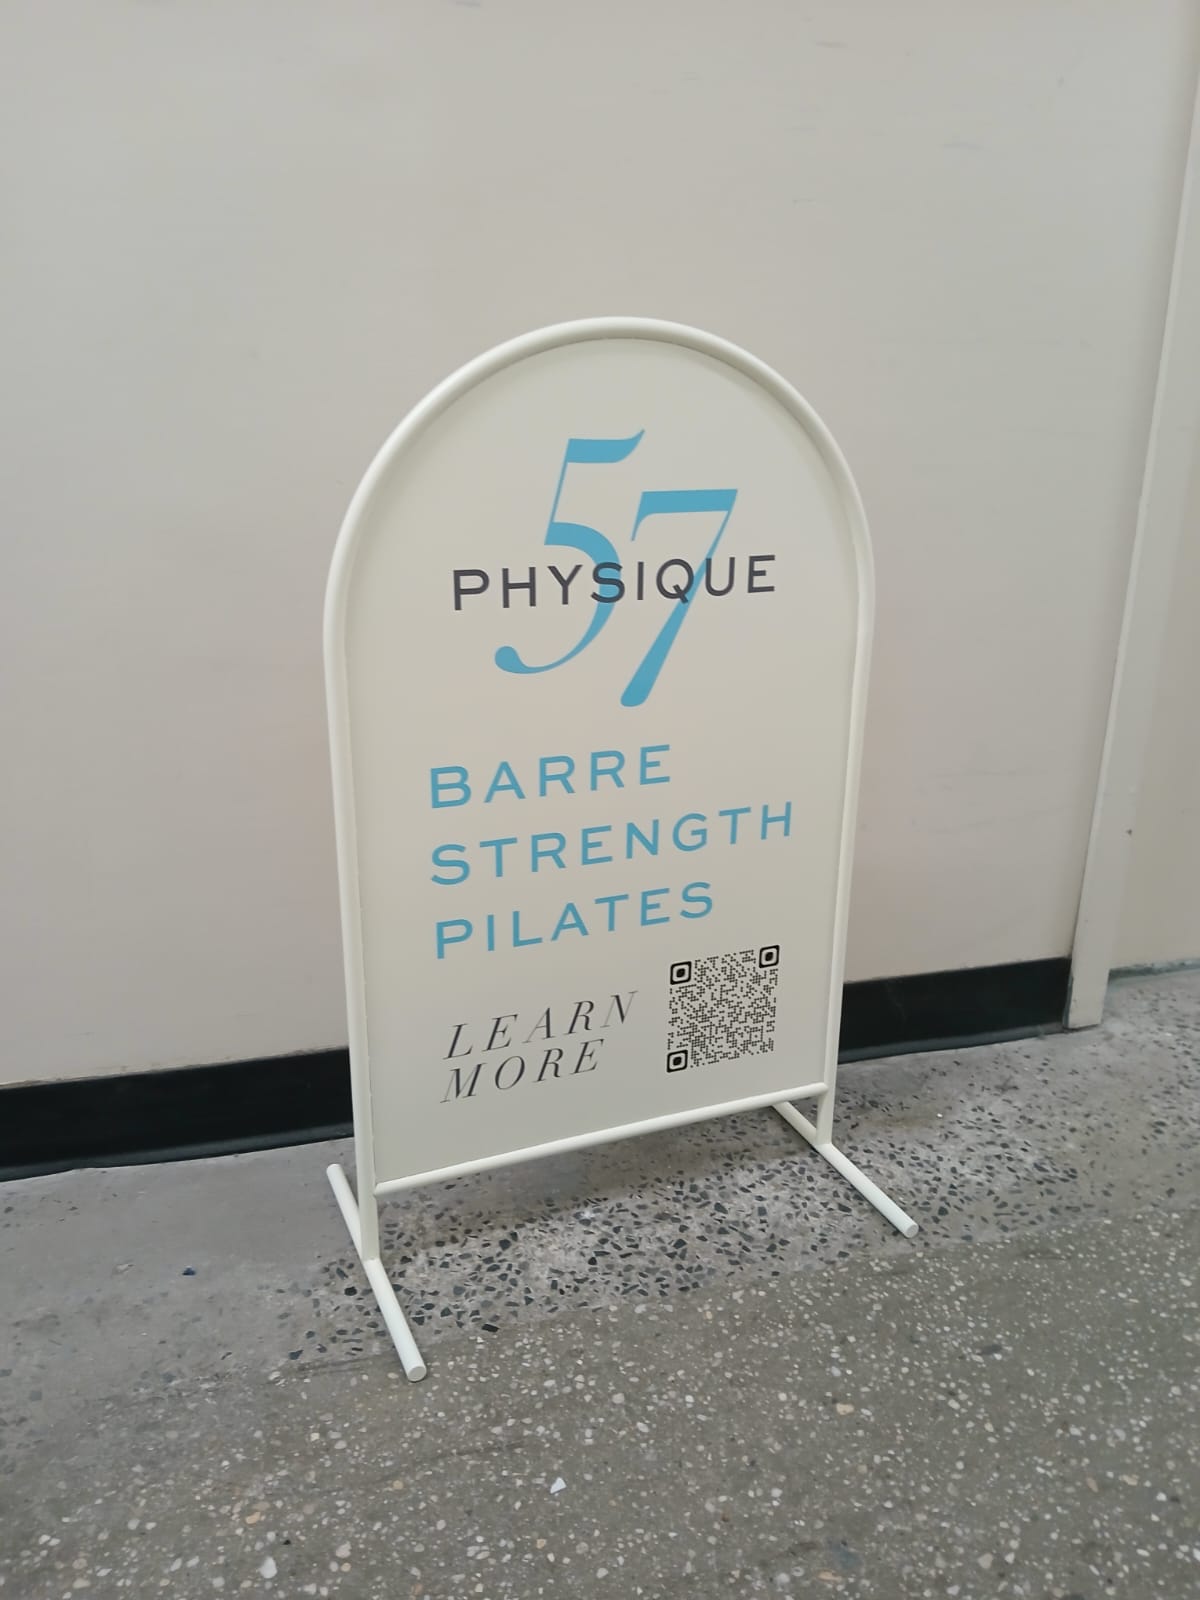 57
PHYSIQUE
BARRE
STRENGTH
PILATES
LEARN
MORE